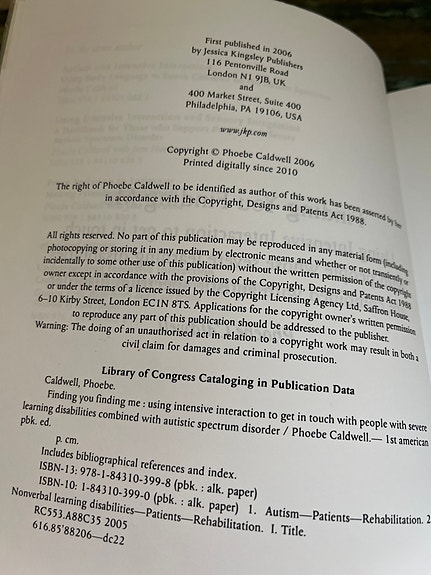 First published in 2006
by Jessica Kingsley Publishers
116 Pentonville Road
London N1 9JB, UK
and
400 Market Street, Suite 400
Philadelphia, PA 19106, USA
www.jkp.com
Copyright © Phoebe Caldwell 2006
Printed digitally since 2010
The right of Phoebe Caldwell to be identified as author of this work has been asserted by her
in accordance with the Copyright, Designs and Patents Act 1988.
All rights reserved. No part of this publication may be reproduced in any material form (including
photocopying or storing it in any medium by electronic means and whether or not transiently or
incidentally to some other use of this publication) without the written permission of the copyright
owner except in accordance with the provisions of the Copyright, Designs and Patents Act 1988
or under the terms of a licence issued by the Copyright Licensing Agency Ltd, Saffron House,
6–10 Kirby Street, London EC1N 8TS. Applications for the copyright owner's written permission
to reproduce any part of this publication should be addressed to the publisher.
Warning: The doing of an unauthorised act in relation to a copyright work may result in both a
civil claim for damages and criminal prosecution.
Library of Congress Cataloging in Publication Data
Caldwell, Phoebe.
Finding you finding me : using intensive interaction to get in touch with people with severe
learning disabilities combined with autistic spectrum disorder / Phoebe Caldwell.— 1st american
pbk. ed.
p. cm.
Includes bibliographical references and index.
ISBN-13: 978-1-84310-399-8 (pbk. : alk. paper)
ISBN-10: 1-84310-399-0 (pbk. : alk. paper) 1. Autism—Patients—Rehabilitation. 2
Nonverbal learning disabilities—Patients—Rehabilitation. I. Title.
RC553.A88C35 2005
616.85'88206—dc22